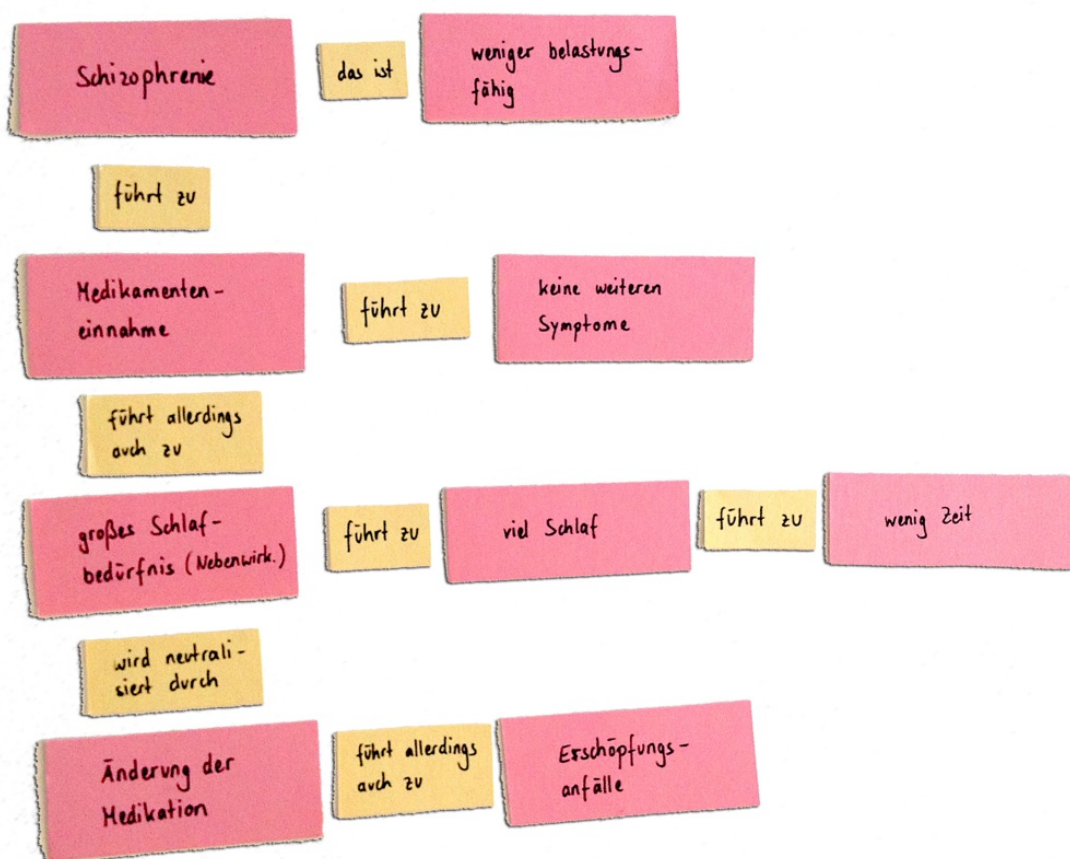 Schizophrenie
das ist
weniger belastungs-
fähig
führt zu
Medikamenten-
einnahme
führt zu
keine weiteren
Symptome
führt allerdings
auch zu
großes Schlaf-
bedürfnis (Nebenwirk.)
führt zu
viel Schlaf
führt zu
wenig Zeit
wird neutrali-
siert durch
Änderung der
Medikation
führt allerdings
auch zu
Erschöpfungs-
anfälle